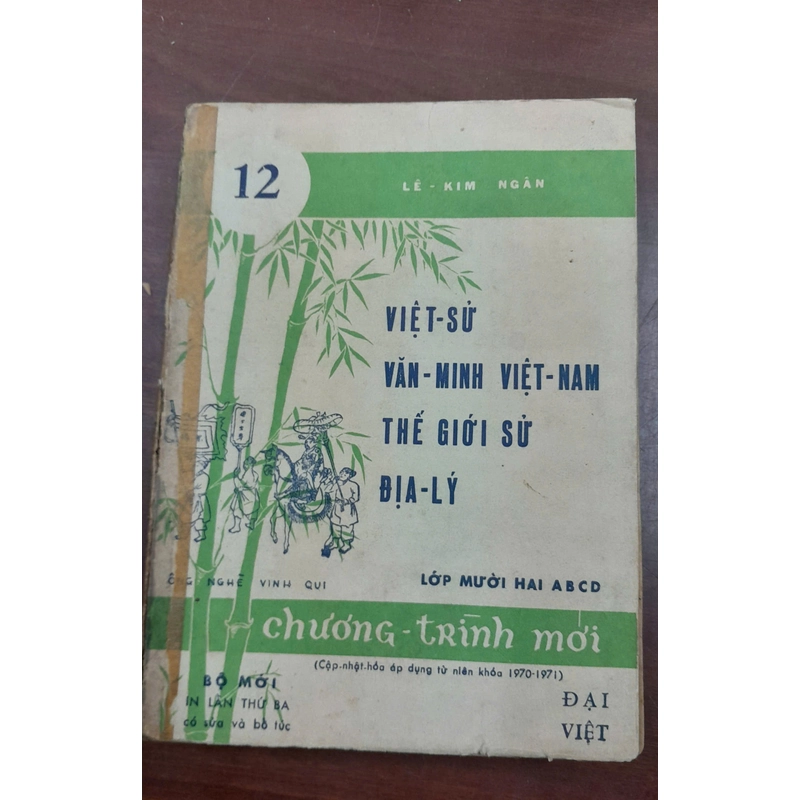 12
LÊ - KIM NGÂN
VIỆT-SỬ
VĂN-MINH VIỆT-NAM
THẾ GIỚI SỬ
ĐỊA-LÝ
ÔNG NGHÈ VINH QUI
LỚP MƯỜI HAI ABCD
chương-trình mới
(Cập-nhật-hóa áp dụng từ niên khóa 1970-1971)
BỘ MỚI
IN LẦN THỨ BA
có sửa và bổ túc
ĐẠI
VIỆT